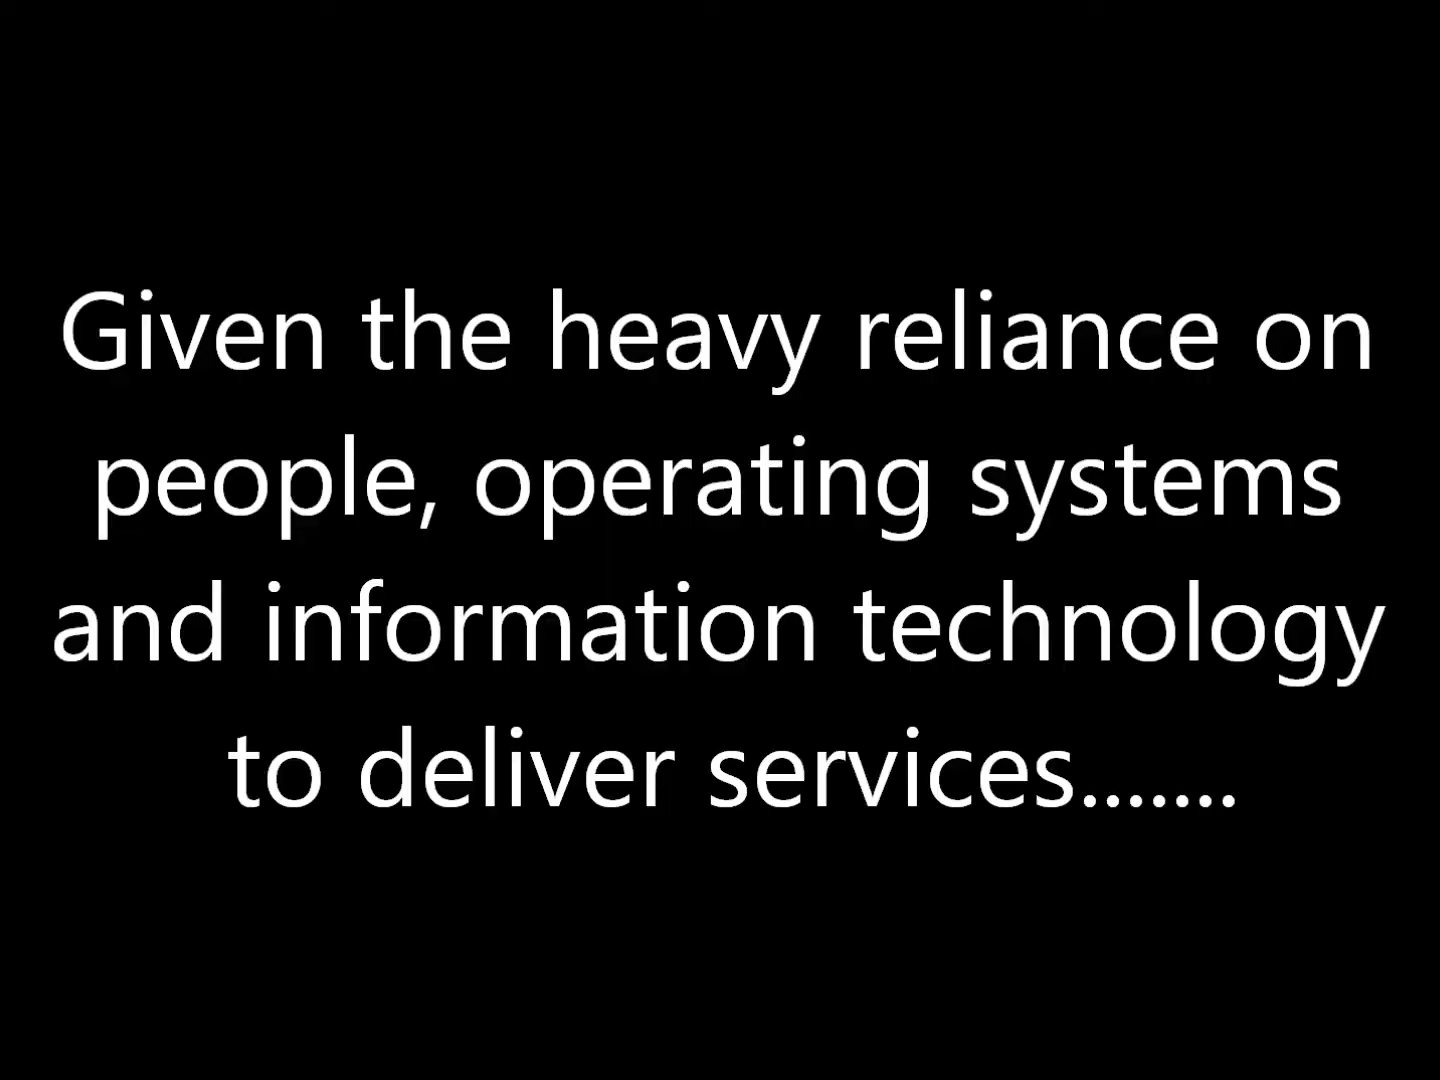 Given the heavy reliance on
people, operating systems
and information technology
to deliver services.......